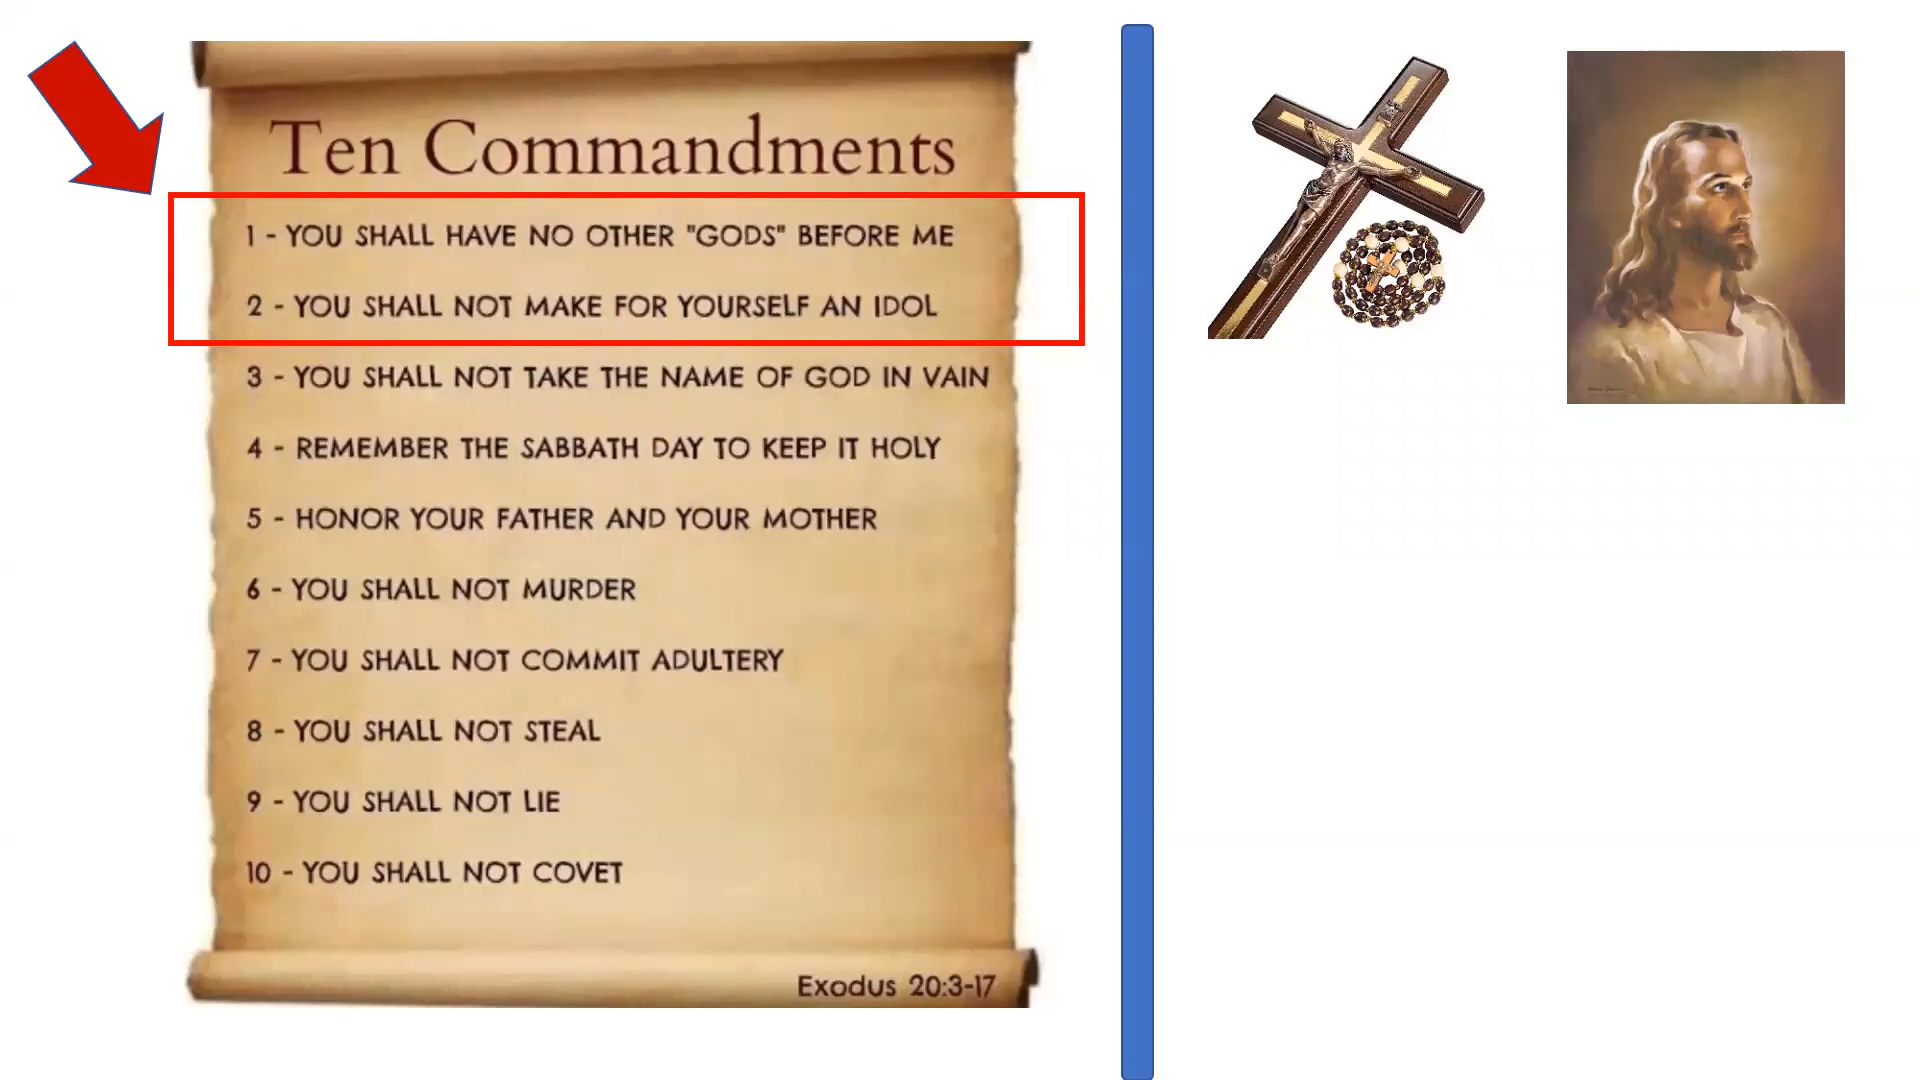 Ten Commandments
1 - YOU SHALL HAVE NO OTHER "GODS" BEFORE ME
2 - YOU SHALL NOT MAKE FOR YOURSELF AN IDOL
3 - YOU SHALL NOT TAKE THE NAME OF GOD IN VAIN
4 - REMEMBER THE SABBATH DAY TO KEEP IT HOLY
5 - HONOR YOUR FATHER AND YOUR MOTHER
6 - YOU SHALL NOT MURDER
7 - YOU SHALL NOT COMMIT ADULTERY
8 - YOU SHALL NOT STEAL
9 - YOU SHALL NOT LIE
10 - YOU SHALL NOT COVET
Exodus 20:3-17